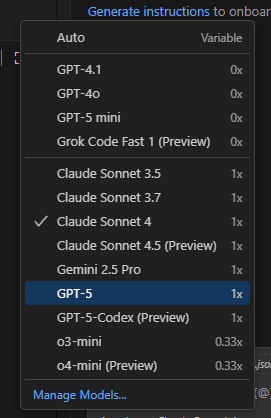 Generate instructions to onboar
Auto Variable
GPT-4.1 0x
GPT-4o 0x
GPT-5 mini 0x
Grok Code Fast 1 (Preview) 0x
Claude Sonnet 3.5 1x
Claude Sonnet 3.7 1x
Claude Sonnet 4 1x
Claude Sonnet 4.5 (Preview) 1x
Gemini 2.5 Pro 1x
GPT-5 1x
GPT-5-Codex (Preview) 1x
o3-mini 0.33x
o4-mini (Preview) 0.33x
.json
Manage Models...
(@)